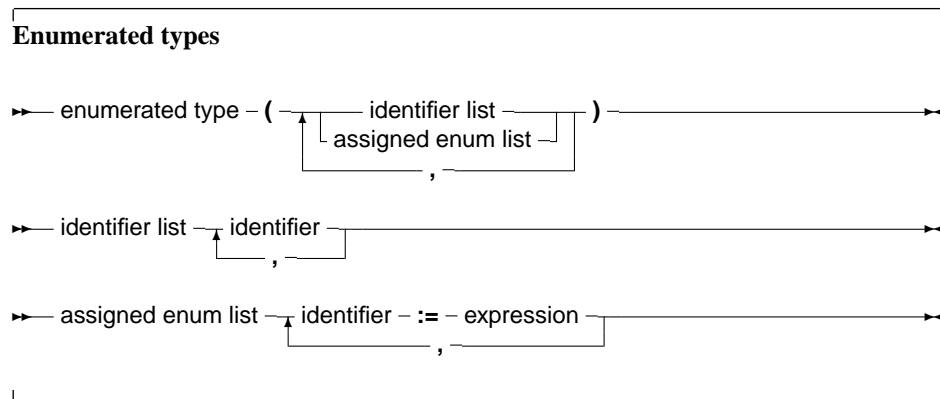 Enumerated types
enumerated type ( identifier list )
assigned enum list
,
identifier list identifier
,
assigned enum list identifier := expression
,